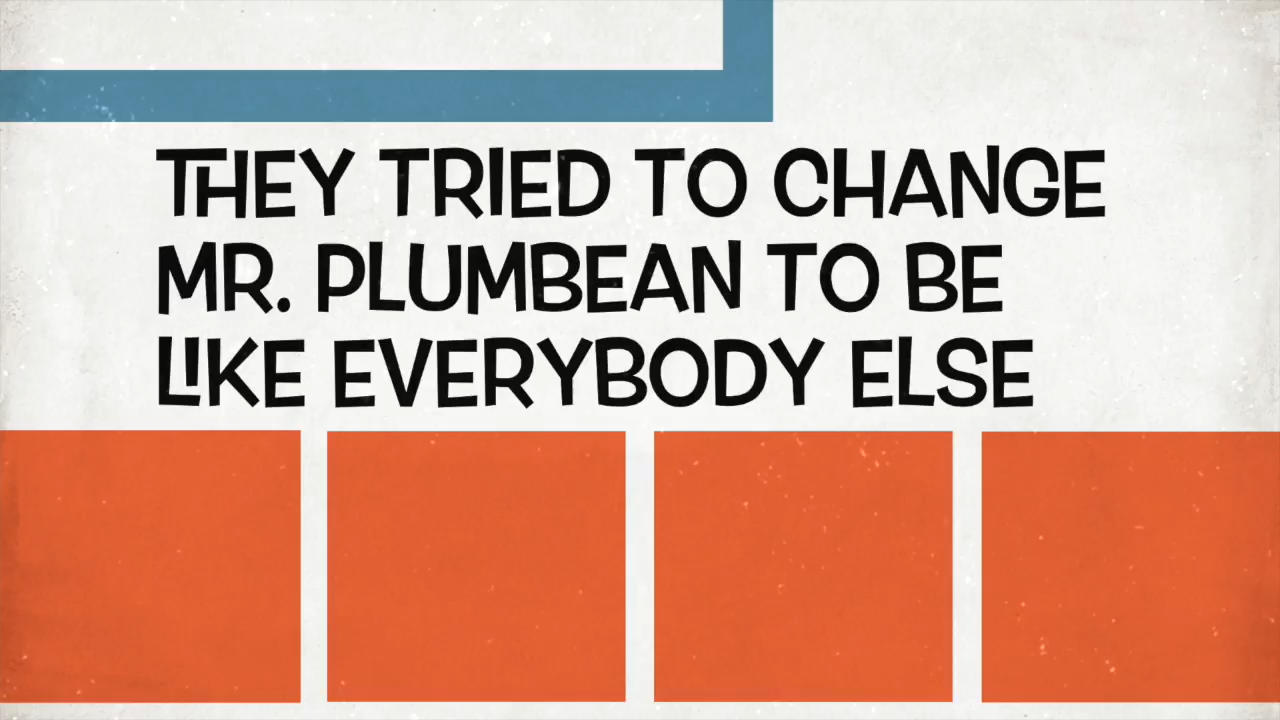 THEY TRIED TO CHANGE
MR. PLUMBEAN TO BE
LIKE EVERYBODY ELSE